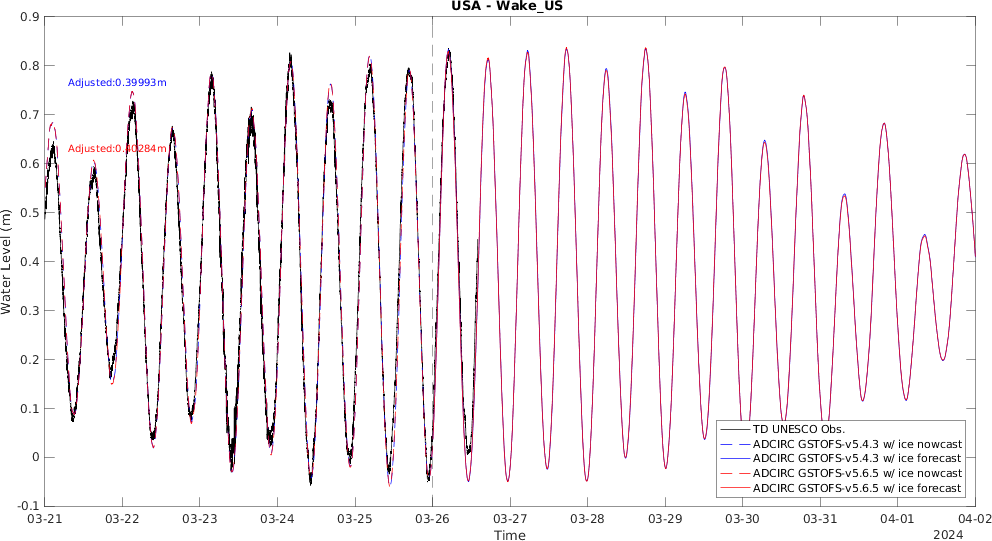 USA - Wake_US
0.9
0.8
0.7
0.6
0.5
0.4
0.3
0.2
0.1
0
-0.1
Water Level (m)
Adjusted:0.39993m
Adjusted:0.40284m
TD UNESCO Obs.
ADCIRC GSTOFS-v5.4.3 w/ ice nowcast
ADCIRC GSTOFS-v5.4.3 w/ ice forecast
ADCIRC GSTOFS-v5.6.5 w/ ice nowcast
ADCIRC GSTOFS-v5.6.5 w/ ice forecast
03-21 03-22 03-23 03-24 03-25 03-26 03-27 03-28 03-29 03-30 03-31 04-01 04-02
Time
2024